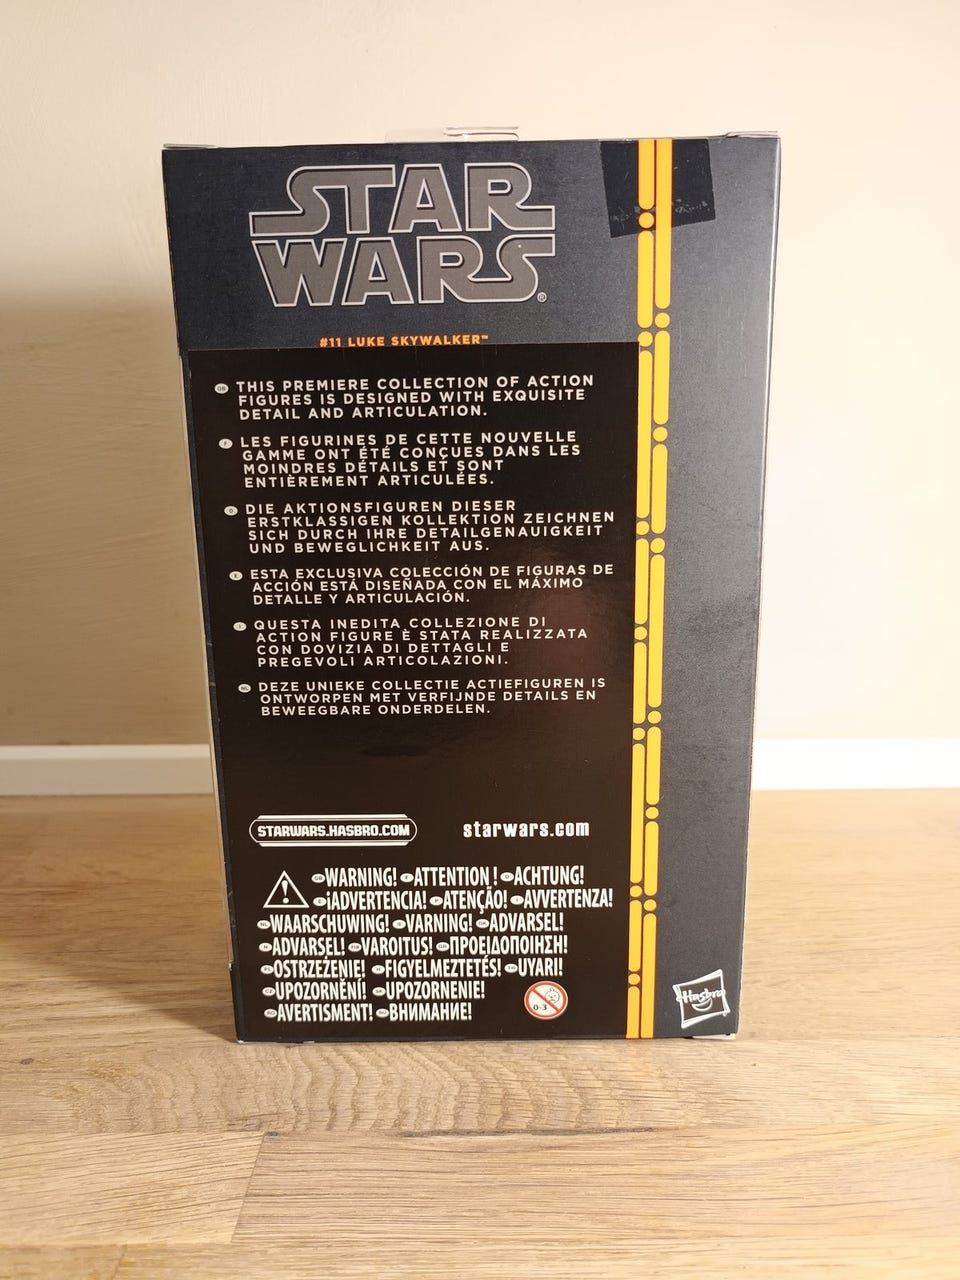 STAR
WARS®
#11 LUKE SKYWALKER™
GB THIS PREMIERE COLLECTION OF ACTION
FIGURES IS DESIGNED WITH EXQUISITE
DETAIL AND ARTICULATION.
F LES FIGURINES DE CETTE NOUVELLE
GAMME ONT ÉTÉ CONÇUES DANS LES
MOINDRES DÉTAILS ET SONT
ENTIÈREMENT ARTICULÉES.
D DIE AKTIONSFIGUREN DIESER
ERSTKLASSIGEN KOLLEKTION ZEICHNEN
SICH DURCH IHRE DETAILGENAUIGKEIT
UND BEWEGLICHKEIT AUS.
E ESTA EXCLUSIVA COLECCIÓN DE FIGURAS DE
ACCIÓN ESTÁ DISEÑADA CON EL MÁXIMO
DETALLE Y ARTICULACIÓN.
I QUESTA INEDITA COLLEZIONE DI
ACTION FIGURE È STATA REALIZZATA
CON DOVIZIA DI DETTAGLI E
PREGEVOLI ARTICOLAZIONI.
NL DEZE UNIEKE COLLECTIE ACTIEFIGUREN IS
ONTWORPEN MET VERFIJNDE DETAILS EN
BEWEEGBARE ONDERDELEN.
STARWARS.HASBRO.COM starwars.com
WARNING! ATTENTION! ACHTUNG!
¡ADVERTENCIA! ATENÇÃO! AVVERTENZA!
WAARSCHUWING! VARNING! ADVARSEL!
ADVARSEL! VAROITUS! ΠΡΟΕΙΔΟΠΟΙΗΣΗ!
OSTRZEŻENIE! FIGYELMEZTETÉS! UYARI!
UPOZORNĚNÍ! UPOZORNENIE!
AVERTISMENT! ВНИМАНИЕ!
0-3
Hasbro